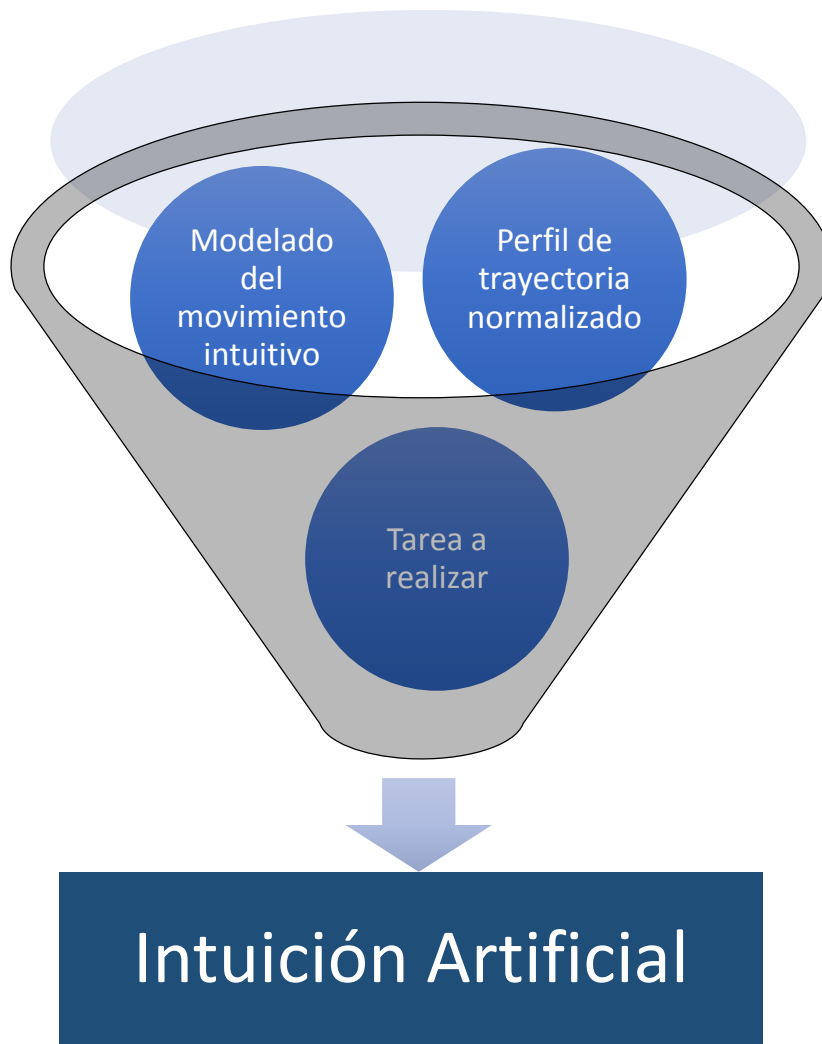 Modelado
del
movimiento
intuitivo
Perfil de
trayectoria
normalizado
Tarea a
realizar
Intuición Artificial